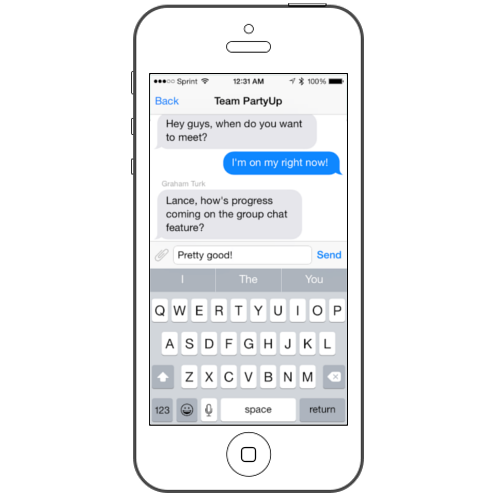 Sprint 12:31 AM 100%
Back Team PartyUp
Hey guys, when do you want
to meet?
I'm on my right now!
Graham Turk
Lance, how's progress
coming on the group chat
feature?
Pretty good! Send
I The You
Q W E R T Y U I O P
A S D F G H J K L
Z X C V B N M
123 space return